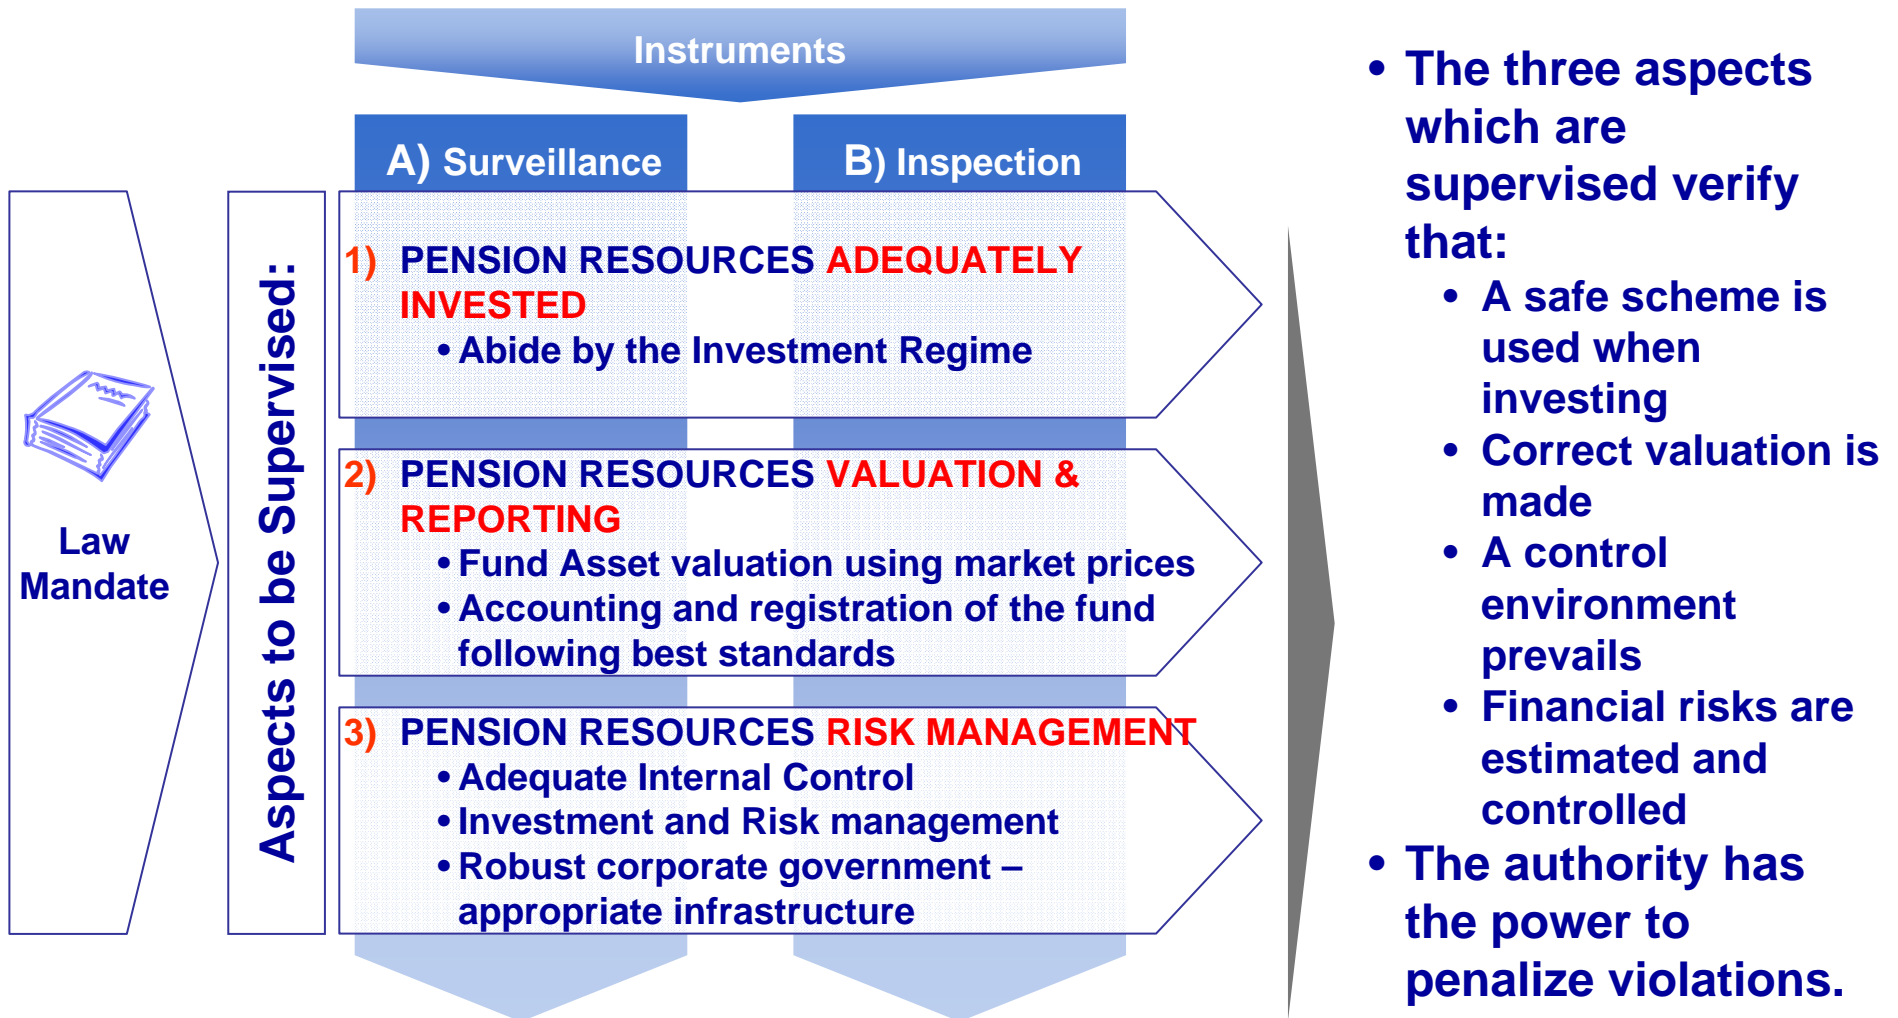 Instruments
A) Surveillance
B) Inspection
Law
Mandate
Aspects to be Supervised:
1) PENSION RESOURCES ADEQUATELY
INVESTED
• Abide by the Investment Regime
2) PENSION RESOURCES VALUATION &
REPORTING
• Fund Asset valuation using market prices
• Accounting and registration of the fund
following best standards
3) PENSION RESOURCES RISK MANAGEMENT
• Adequate Internal Control
• Investment and Risk management
• Robust corporate government –
appropriate infrastructure
• The three aspects
which are
supervised verify
that:
• A safe scheme is
used when
investing
• Correct valuation is
made
• A control
environment
prevails
• Financial risks are
estimated and
controlled
• The authority has
the power to
penalize violations.